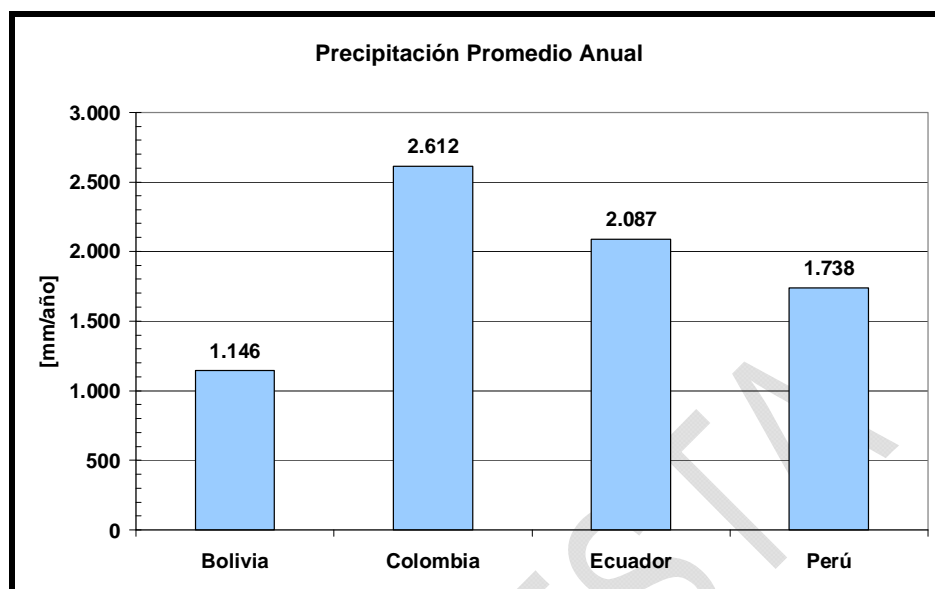 Precipitación Promedio Anual
[mm/año]
3.000
2.500
2.000
1.500
1.000
500
0
1.146
2.612
2.087
1.738
Bolivia
Colombia
Ecuador
Perú